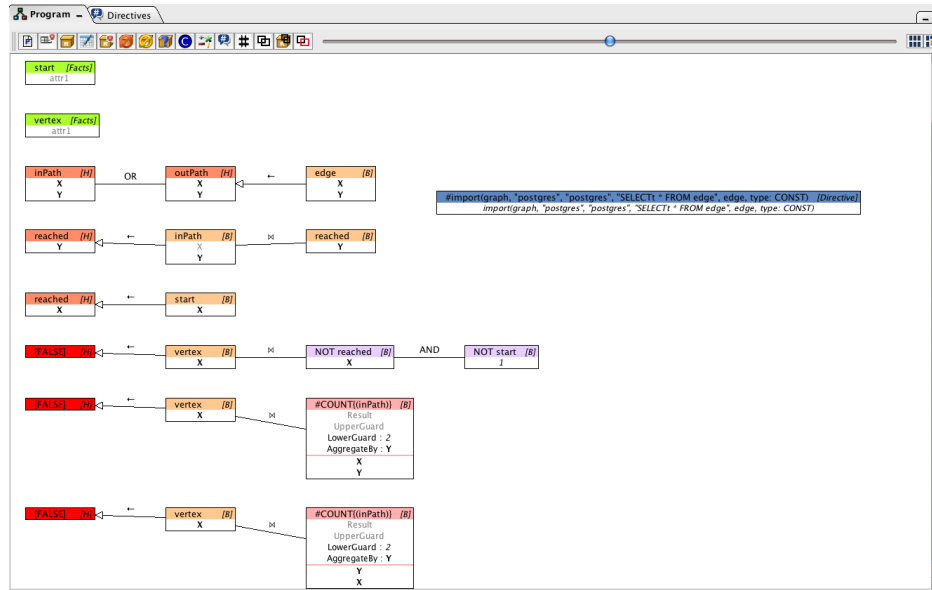 Program
Directives
start [Facts]
attr1
vertex [Facts]
attr1
inPath [H]
X
Y
OR
outPath [H]
X
Y
←
edge [B]
X
Y
#import(graph, "postgres", "postgres", "SELECTt * FROM edge", edge, type: CONST) [Directive]
import(graph, "postgres", "postgres", "SELECTt * FROM edge", edge, type: CONST)
reached [H]
Y
←
inPath [B]
X
Y
⋈
reached [B]
Y
reached [H]
X
←
start [B]
X
[FALSE] [H]
←
vertex [B]
X
⋈
NOT reached [B]
X
AND
NOT start [B]
1
[FALSE] [H]
←
vertex [B]
X
⋈
#COUNT{(inPath)} [B]
Result
UpperGuard
LowerGuard : 2
AggregateBy : Y
X
Y
[FALSE] [H]
←
vertex [B]
X
⋈
#COUNT{(inPath)} [B]
Result
UpperGuard
LowerGuard : 2
AggregateBy : Y
Y
X